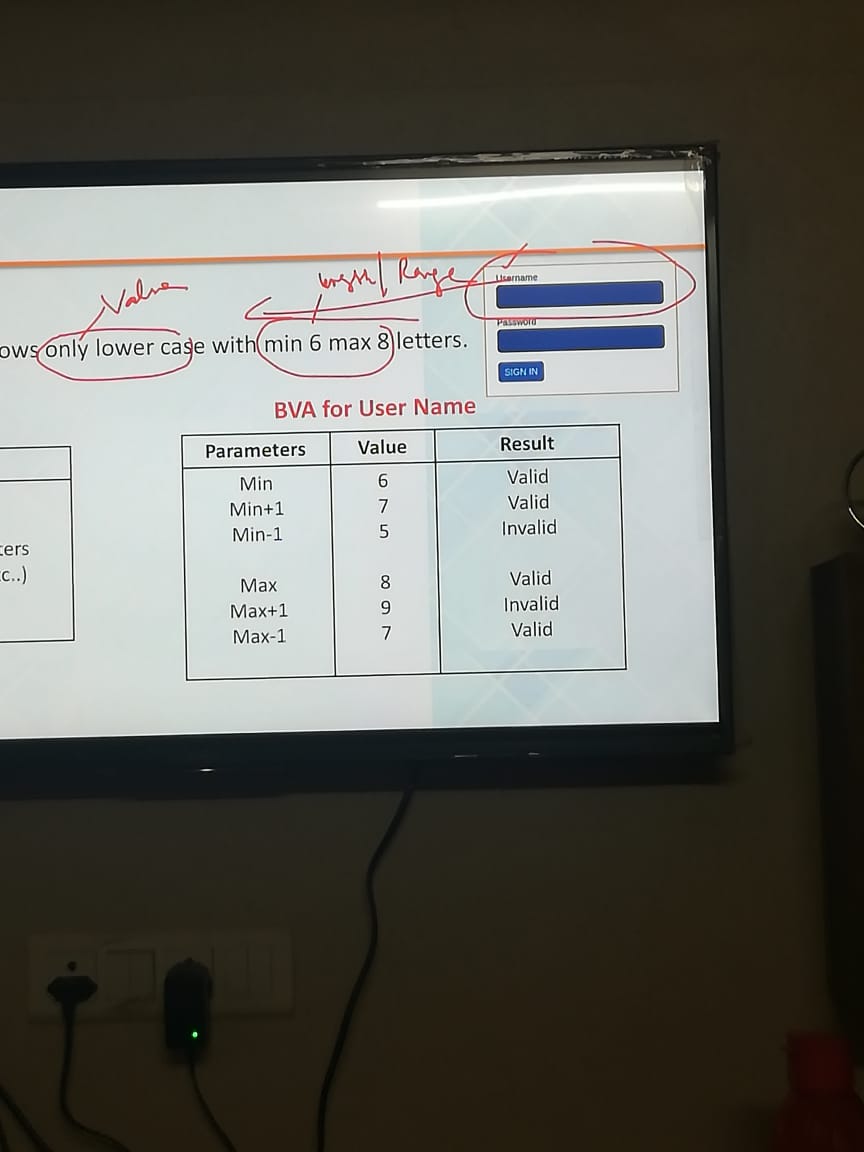 Value
length/ Range
Username
ows only lower case with min 6 max 8 letters.
Password
SIGN IN
BVA for User Name
Parameters Value Result
Min 6 Valid
Min+1 7 Valid
Min-1 5 Invalid
ters
c..)
Max 8 Valid
Max+1 9 Invalid
Max-1 7 Valid